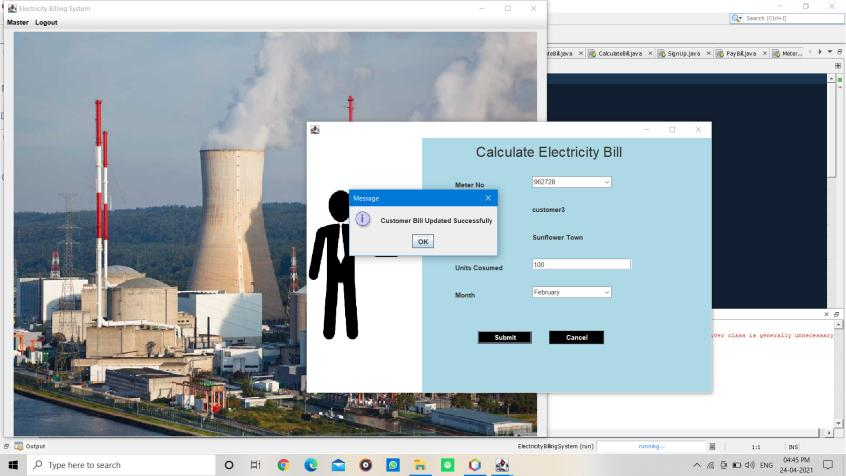 Electricity Billing System
Master Logout
Search (Ctrl+I)
teBill.java × CalculateBill.java × SignUp.java × PayBill.java × Meter...
Calculate Electricity Bill
Meter No 962728
Message
customer3
Customer Bill Updated Successfully
OK
Sunflower Town
Units Cosumed 100
Month February
Submit Cancel
iver class is generally unnecessary
Output ElectricityBillingSystem (run) running... 1:1 INS
Type here to search
ENG 04:45 PM
24-04-2021